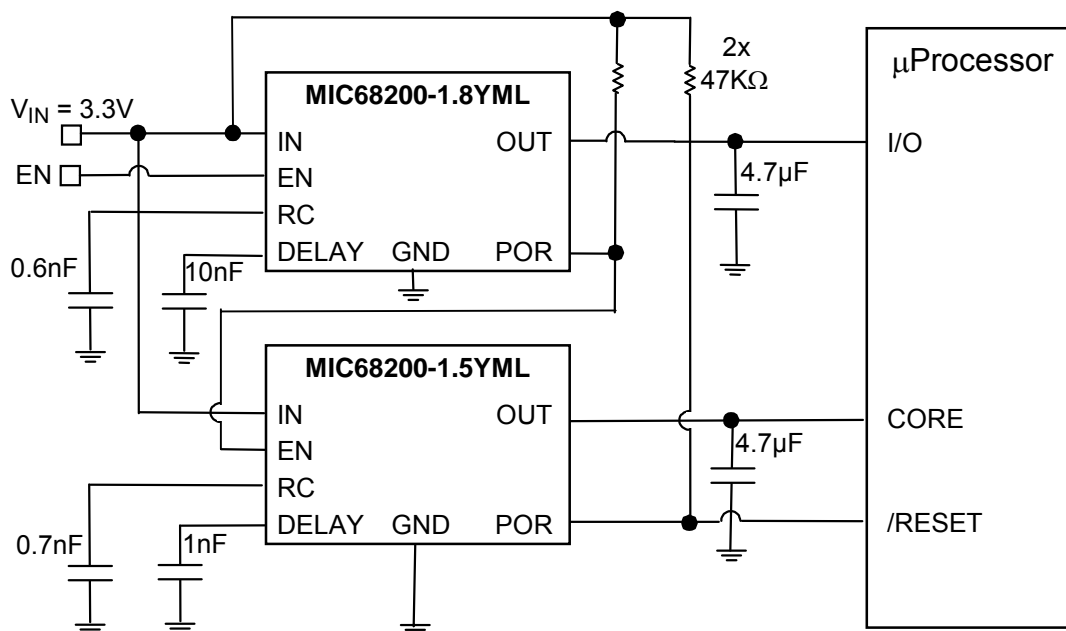 2x
47KΩ
µProcessor
MIC68200-1.8YML
VIN = 3.3V
IN
OUT
I/O
EN
EN
4.7µF
RC
DELAY
GND
POR
0.6nF
10nF
MIC68200-1.5YML
IN
OUT
CORE
EN
4.7µF
RC
DELAY
GND
POR
/RESET
0.7nF
1nF